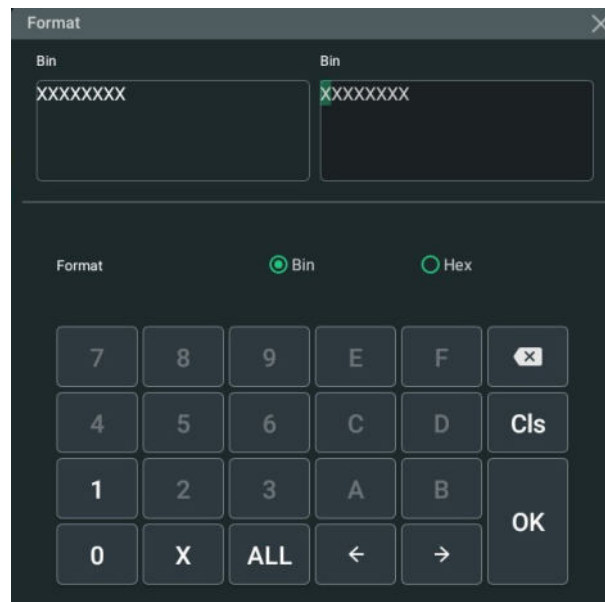 Format
Bin Bin
XXXXXXXX XXXXXXXX
Format Bin Hex
7 8 9 E F
4 5 6 C D Cls
1 2 3 A B
OK
0 X ALL ← →